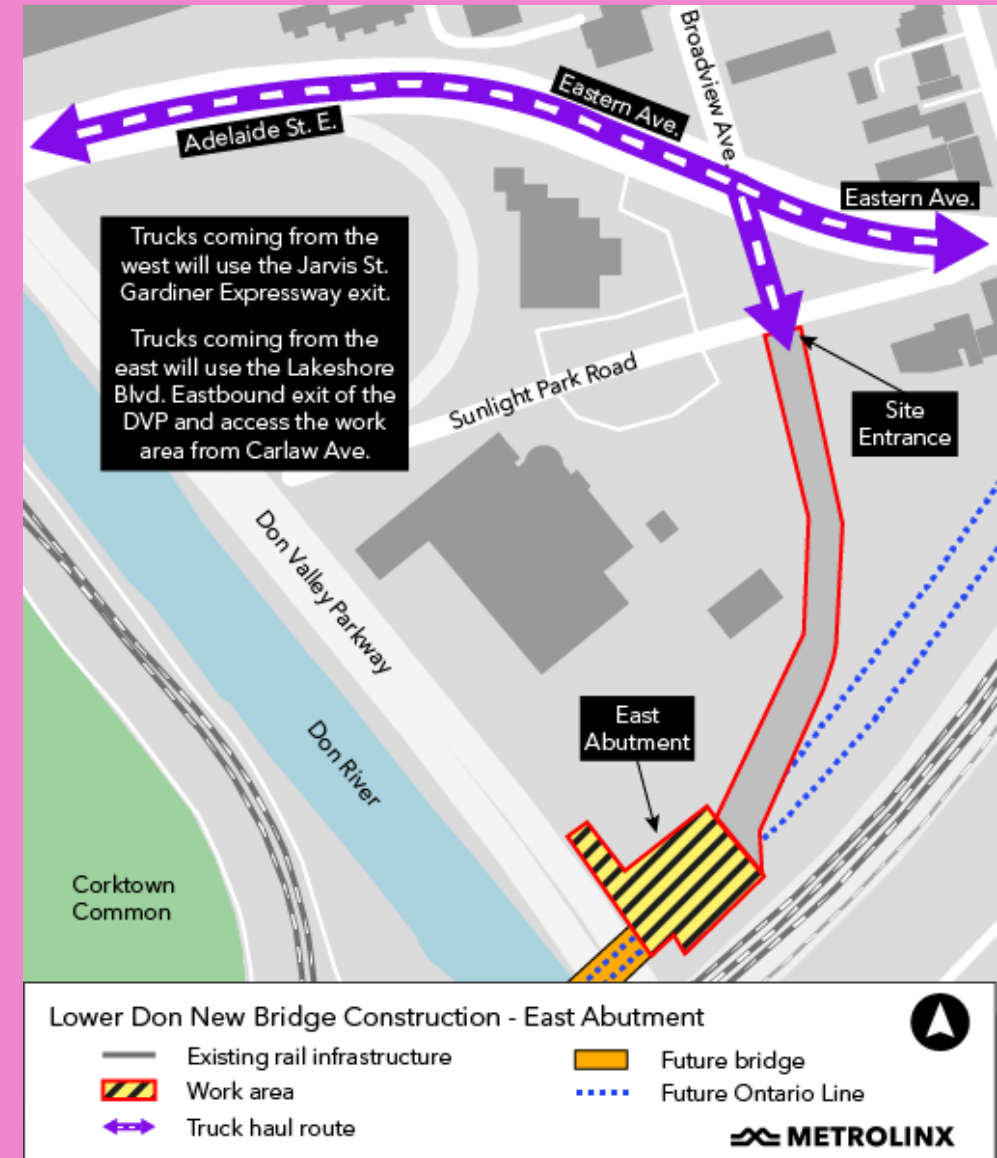 Broadview Ave.
Eastern Ave.
Adelaide St. E.
Eastern Ave.
Trucks coming from the
west will use the Jarvis St.
Gardiner Expressway exit.
Trucks coming from the
east will use the Lakeshore
Blvd. Eastbound exit of the
DVP and access the work
area from Carlaw Ave.
Sunlight Park Road
Site
Entrance
Don Valley Parkway
Don River
East
Abutment
Corktown
Common
Lower Don New Bridge Construction - East Abutment
Existing rail infrastructure
Work area
Truck haul route
Future bridge
Future Ontario Line
METROLINX